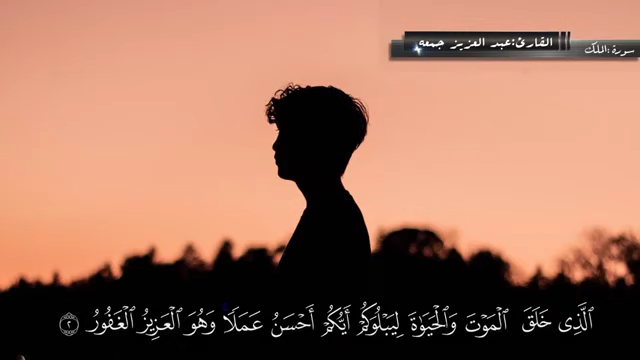 القارئ:عبد العزيز جمعه
سورة:الملك
ٱلَّذِى خَلَقَ ٱلْمَوْتَ وَٱلْحَيَوٰةَ لِيَبْلُوَكُمْ أَيُّكُمْ أَحْسَنُ عَمَلًا وَهُوَ ٱلْعَزِيزُ ٱلْغَفُورُ ٢